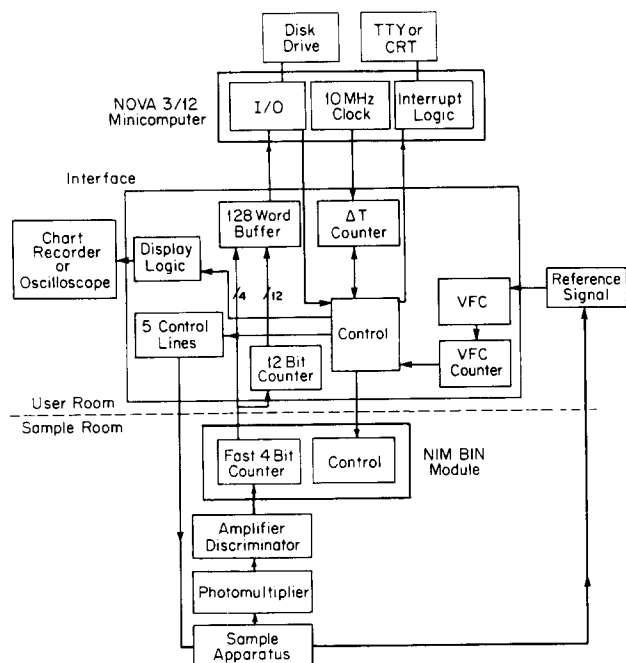 Disk
Drive
TTY or
CRT
NOVA 3/12
Minicomputer
I/O
10 MHz
Clock
Interrupt
Logic
Interface
128 Word
Buffer
ΔT
Counter
Chart
Recorder
or
Oscilloscope
Display
Logic
4
12
Reference
Signal
5 Control
Lines
Control
VFC
12 Bit
Counter
VFC
Counter
User Room
Sample Room
Fast 4 Bit
Counter
Control
NIM BIN
Module
Amplifier
Discriminator
Photomultiplier
Sample
Apparatus